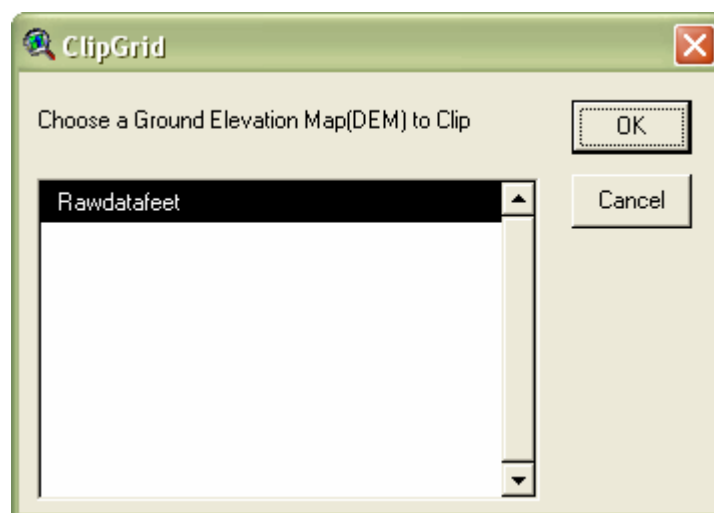 ClipGrid
Choose a Ground Elevation Map(DEM) to Clip
OK
Rawdatafeet
Cancel